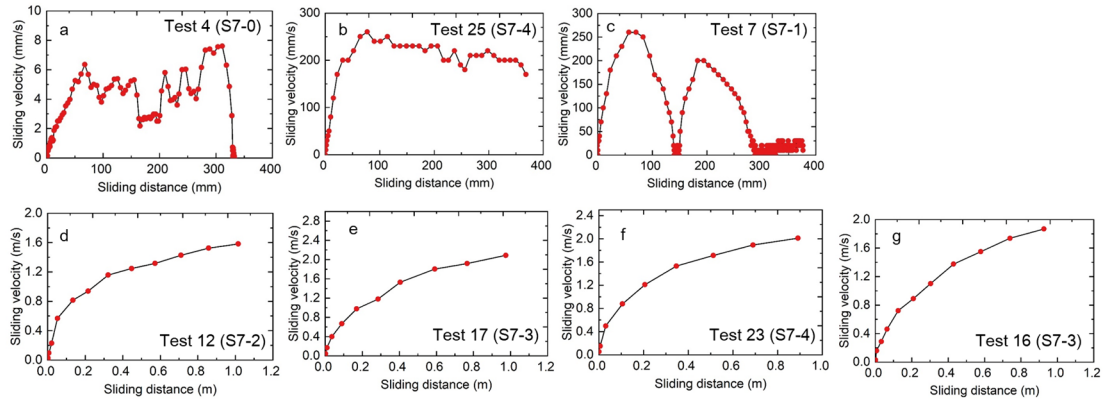 a
Test 4 (S7-0)
Sliding velocity (mm/s)
10
8
6
4
2
0
0 100 200 300 400
Sliding distance (mm)
b
Test 25 (S7-4)
Sliding velocity (mm/s)
300
200
100
0
0 100 200 300 400
Sliding distance (mm)
c
Test 7 (S7-1)
Sliding velocity (mm/s)
300
250
200
150
100
50
0
0 100 200 300 400
Sliding distance (mm)
d
Test 12 (S7-2)
Sliding velocity (m/s)
2.0
1.6
1.2
0.8
0.4
0.0
0.0 0.2 0.4 0.6 0.8 1.0 1.2
Sliding distance (m)
e
Test 17 (S7-3)
Sliding velocity (m/s)
2.8
2.4
2.0
1.6
1.2
0.8
0.4
0.0
0.0 0.2 0.4 0.6 0.8 1.0 1.2
Sliding distance (m)
f
Test 23 (S7-4)
Sliding velocity (m/s)
2.4
2.0
1.6
1.2
0.8
0.4
0.0
0.0 0.2 0.4 0.6 0.8 1.0
Sliding distance (m)
g
Test 16 (S7-3)
Sliding velocity (m/s)
2.0
1.6
1.2
0.8
0.4
0.0
0.0 0.2 0.4 0.6 0.8 1.0 1.2
Sliding distance (m)